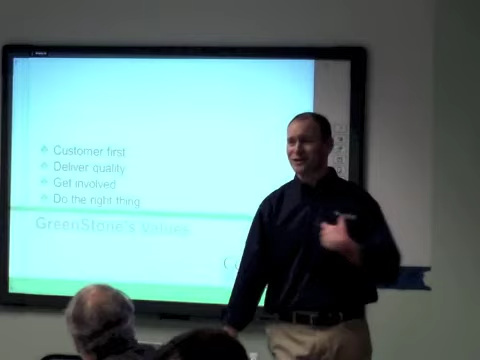 Customer first
Deliver quality
Get involved
Do the right thing
GreenStone's Values